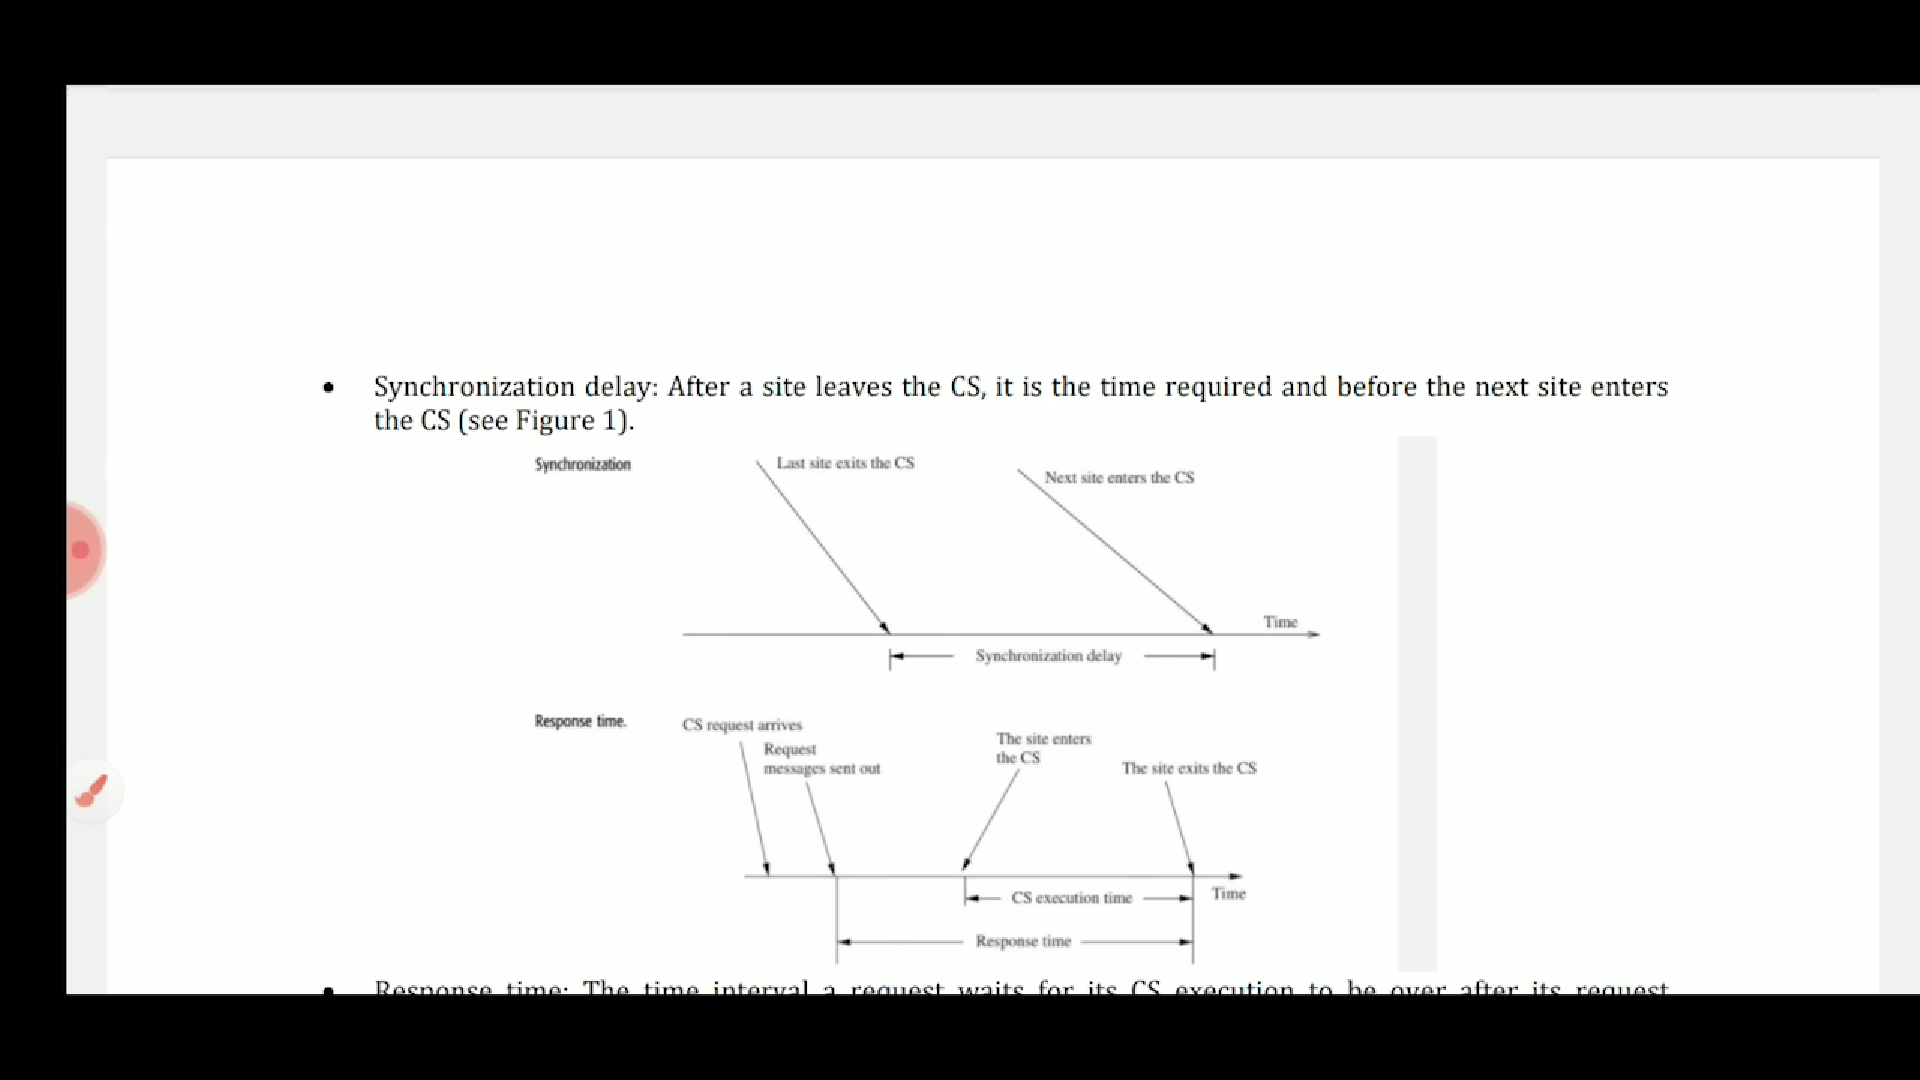 • Synchronization delay: After a site leaves the CS, it is the time required and before the next site enters
the CS (see Figure 1).
Synchronization
Last site exits the CS
Next site enters the CS
Time
Synchronization delay
Response time.
CS request arrives
Request
messages sent out
The site enters
the CS
The site exits the CS
CS execution time
Time
Response time
• Response time: The time interval a request waits for its CS execution to be over after its request